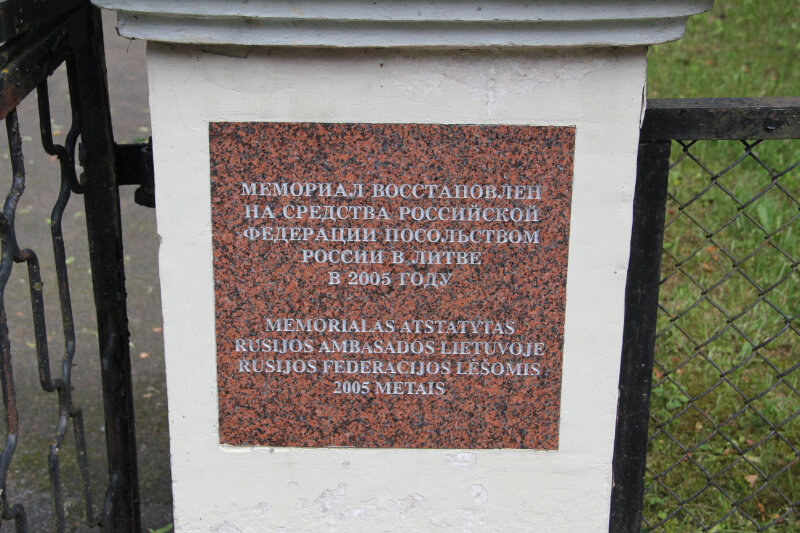 МЕМОРИАЛ ВОССТАНОВЛЕН
НА СРЕДСТВА РОССИЙСКОЙ
ФЕДЕРАЦИИ ПОСОЛЬСТВОМ
РОССИИ В ЛИТВЕ
В 2005 ГОДУ
MEMORIALAS ATSTATYTAS
RUSIJOS AMBASADOS LIETUVOJE
RUSIJOS FEDERACIJOS LĖŠOMIS
2005 METAIS